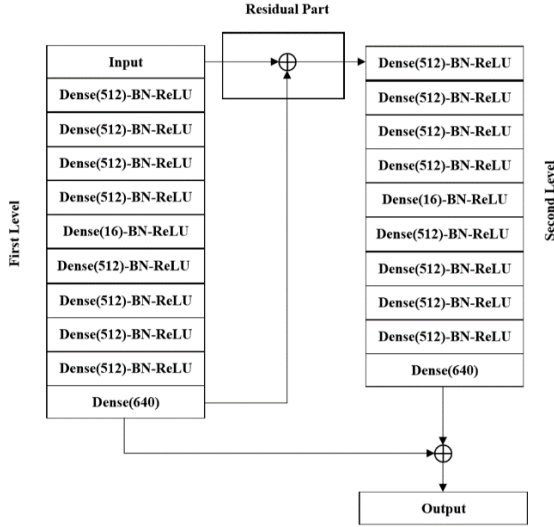 Residual Part
Input
Dense(512)-BN-ReLU
Dense(512)-BN-ReLU
Dense(512)-BN-ReLU
Dense(512)-BN-ReLU
Dense(16)-BN-ReLU
Dense(512)-BN-ReLU
Dense(512)-BN-ReLU
Dense(512)-BN-ReLU
Dense(512)-BN-ReLU
Dense(640)
First Level
Dense(512)-BN-ReLU
Dense(512)-BN-ReLU
Dense(512)-BN-ReLU
Dense(512)-BN-ReLU
Dense(16)-BN-ReLU
Dense(512)-BN-ReLU
Dense(512)-BN-ReLU
Dense(512)-BN-ReLU
Dense(512)-BN-ReLU
Dense(640)
Second Level
Output